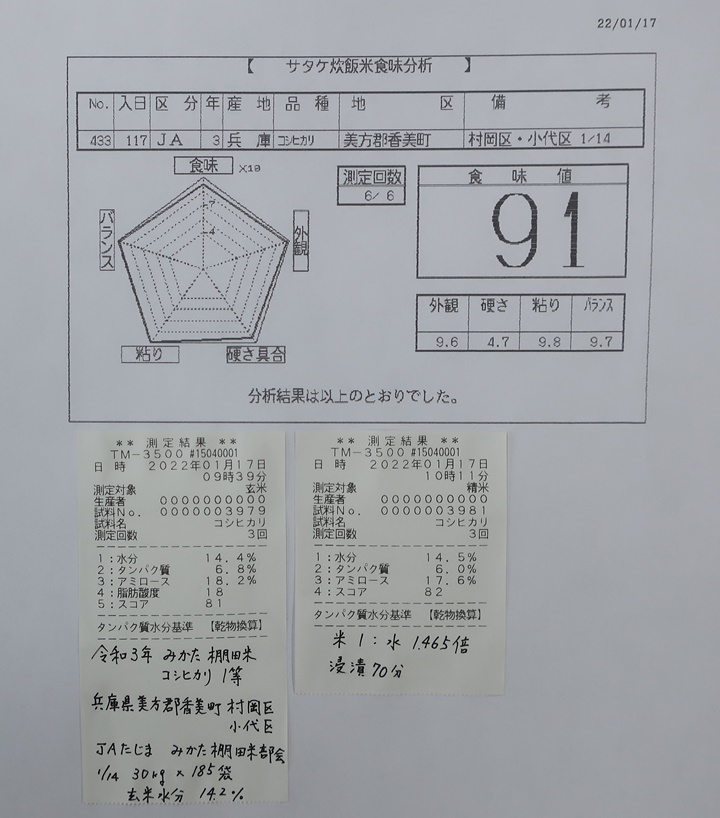 22/01/17
【 サタケ炊飯米食味分析 】
No. 入日 区分 年 産地 品種 地区 備考
433 117 JA 3 兵庫 コシヒカリ 美方郡香美町 村岡区・小代区 1/14
食味 ×10
7
4
バランス
外観
粘り
硬さ具合
測定回数
6/ 6
食味値
91
外観 硬さ 粘り バランス
9.6 4.7 9.8 9.7
分析結果は以上のとおりでした。
** 測定結果 **
TM-3500 #15040001
日時 2022年01月17日
09時39分
測定対象 玄米
生産者 0000000000
試料No. 0000003979
試料名 コシヒカリ
測定回数 3回
1:水分 14.4%
2:タンパク質 6.8%
3:アミロース 18.2%
4:脂肪酸度 18
5:スコア 81
タンパク質水分基準 【乾物換算】
令和3年 みかた棚田米
コシヒカリ 1等
兵庫県美方郡香美町 村岡区
小代区
JAたじま みかた棚田米部会
1/14 30kg × 185袋
玄米水分 14.2%
** 測定結果 **
TM-3500 #15040001
日時 2022年01月17日
10時11分
測定対象 精米
生産者 0000000000
試料No. 0000003981
試料名 コシヒカリ
測定回数 3回
1:水分 14.5%
2:タンパク質 6.0%
3:アミロース 17.6%
4:スコア 82
タンパク質水分基準 【乾物換算】
米1:水 1.465倍
浸漬70分